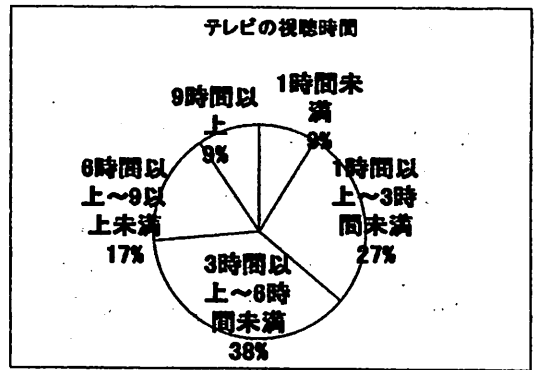 テレビの視聴時間
1時間未
満
9%
1時間以
上～3時
間未満
27%
3時間以
上～6時
間未満
38%
6時間以
上～9以
上未満
17%
9時間以
上
9%